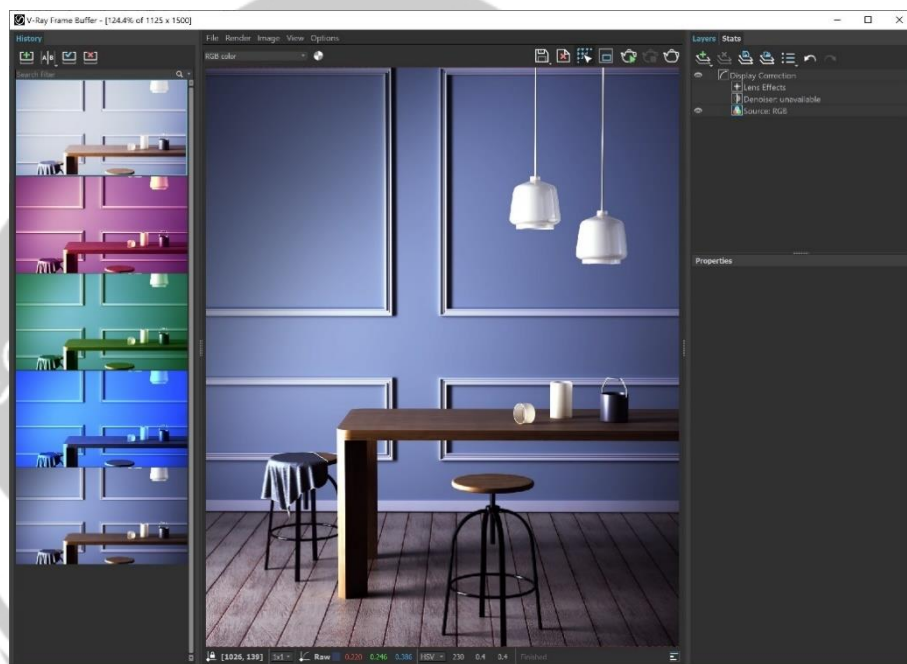 V-Ray Frame Buffer - [124.4% of 1125 x 1500]
History
Search filter
File Render Image View Options
RGB color
Layers Stats
Display Correction
Lens Effects
Denoiser: unavailable
Source: RGB
Properties
[1026, 139] 1x1 Raw 0.220 0.246 0.386 HSV 230 0.4 0.4 Finished